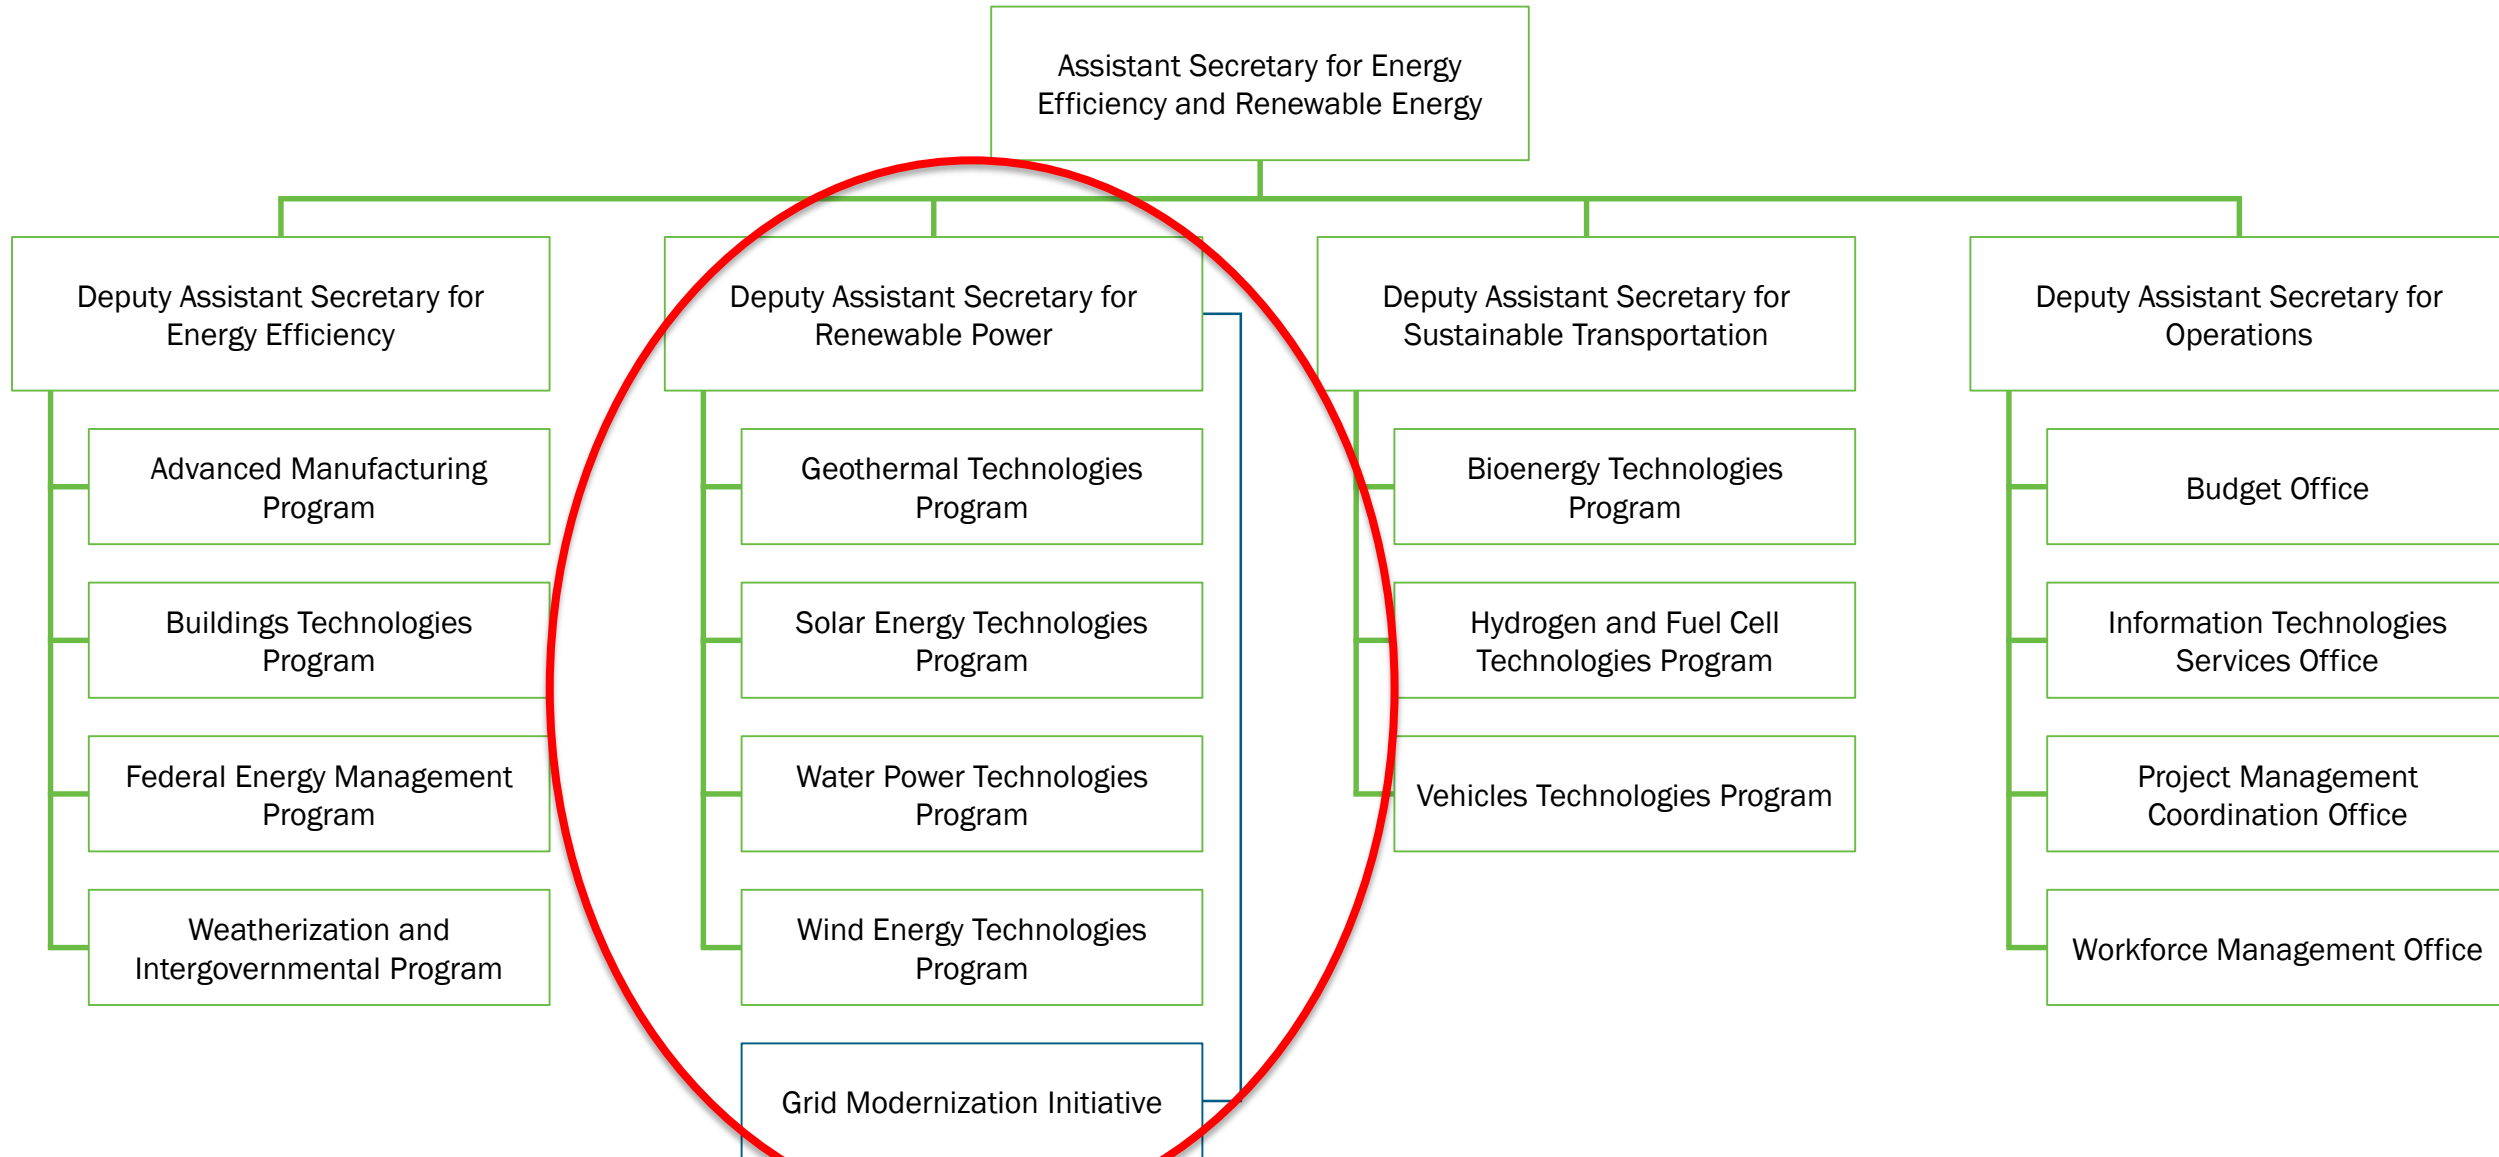 Assistant Secretary for Energy
Efficiency and Renewable Energy
Deputy Assistant Secretary for
Energy Efficiency
Advanced Manufacturing
Program
Buildings Technologies
Program
Federal Energy Management
Program
Weatherization and
Intergovernmental Program
Deputy Assistant Secretary for
Renewable Power
Geothermal Technologies
Program
Solar Energy Technologies
Program
Water Power Technologies
Program
Wind Energy Technologies
Program
Grid Modernization Initiative
Deputy Assistant Secretary for
Sustainable Transportation
Bioenergy Technologies
Program
Hydrogen and Fuel Cell
Technologies Program
Vehicles Technologies Program
Deputy Assistant Secretary for
Operations
Budget Office
Information Technologies
Services Office
Project Management
Coordination Office
Workforce Management Office